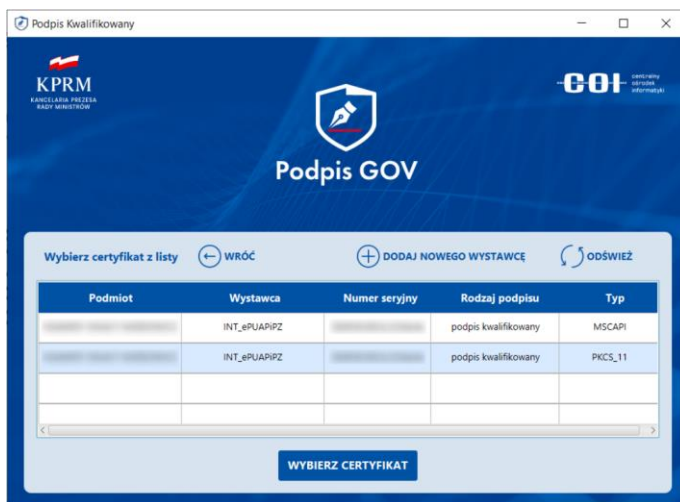 Podpis Kwalifikowany
KPRM
KANCELARIA PREZESA
RADY MINISTRÓW
COI centralny
ośrodek
informatyki
Podpis GOV
Wybierz certyfikat z listy WRÓĆ DODAJ NOWEGO WYSTAWCĘ ODŚWIEŻ
Podmiot Wystawca Numer seryjny Rodzaj podpisu Typ
INT_ePUAPiPZ podpis kwalifikowany MSCAPI
INT_ePUAPiPZ podpis kwalifikowany PKCS_11
WYBIERZ CERTYFIKAT